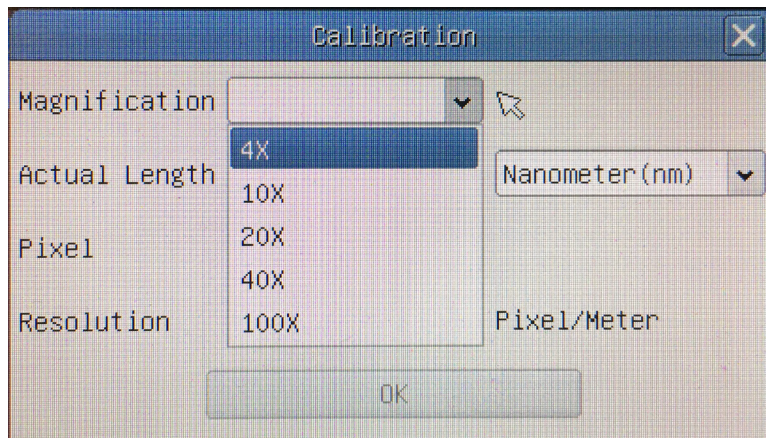 Calibration
Magnification
4X
Actual Length
Nanometer(nm)
10X
Pixel
20X
40X
Resolution
100X
Pixel/Meter
OK